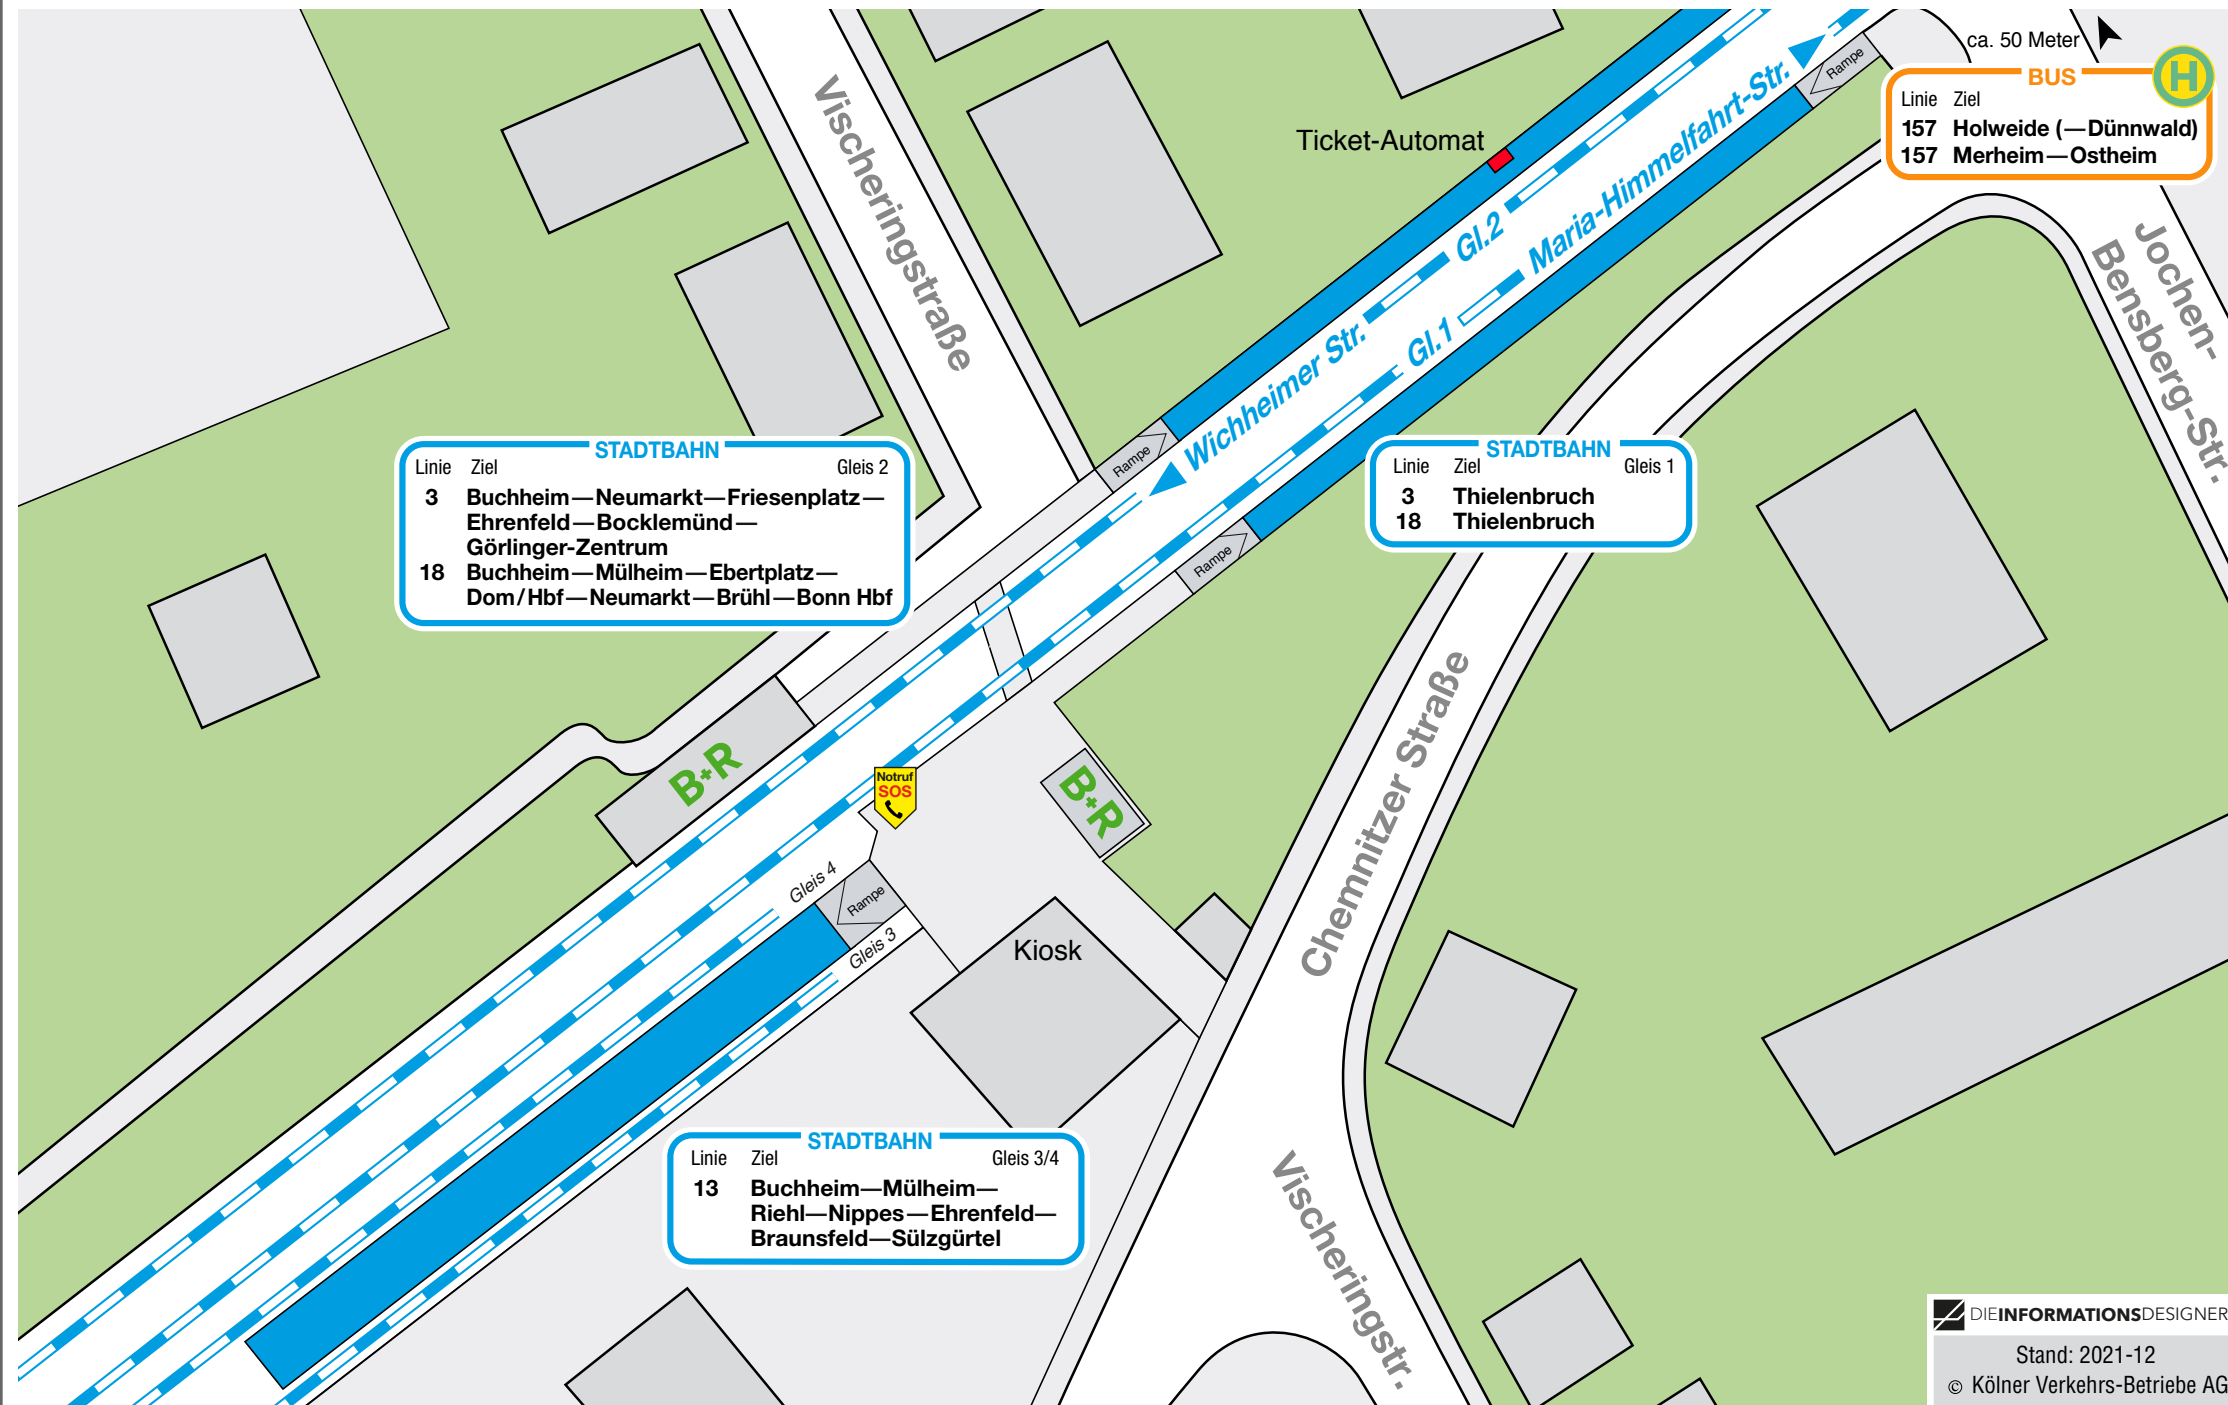 ca. 50 Meter
BUS
H
Linie Ziel
157 Holweide (—Dünnwald)
157 Merheim—Ostheim
Jochen-
Bensberg-Str.
Vischeringstraße
Ticket-Automat
Rampe
Gl.2
Maria-Himmelfahrt-Str.
Wichheimer Str.
Gl.1
Rampe
Rampe
STADTBAHN
Linie Ziel Gleis 2
3 Buchheim—Neumarkt—Friesenplatz—
Ehrenfeld—Bocklemünd—
Görlinger-Zentrum
18 Buchheim—Mülheim—Ebertplatz—
Dom/Hbf—Neumarkt—Brühl—Bonn Hbf
STADTBAHN
Linie Ziel Gleis 1
3 Thielenbruch
18 Thielenbruch
B+R
Notruf
SOS
B+R
Chemnitzer Straße
Gleis 4
Rampe
Gleis 3
Kiosk
STADTBAHN
Linie Ziel Gleis 3/4
13 Buchheim—Mülheim—
Riehl—Nippes—Ehrenfeld—
Braunsfeld—Sülzgürtel
Vischeringstr.
DIEINFORMATIONSDESIGNER
Stand: 2021-12
© Kölner Verkehrs-Betriebe AG